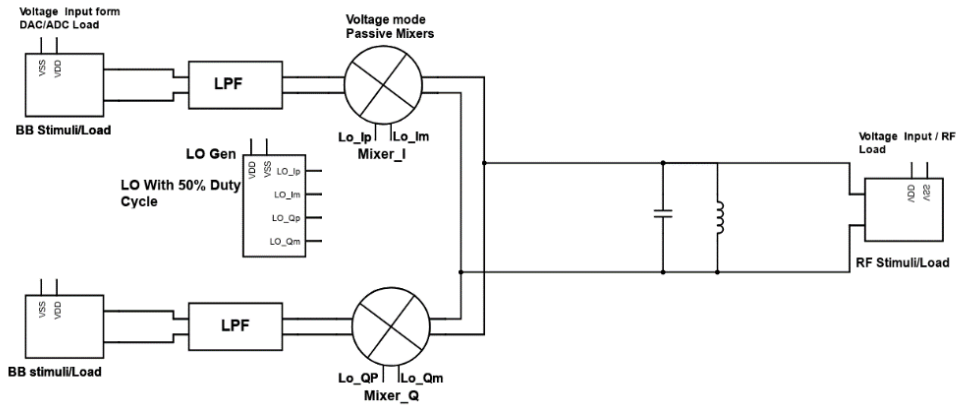 Voltage Input form
DAC/ADC Load
VSS
VDD
BB Stimuli/Load
LPF
Voltage mode
Passive Mixers
Lo_Ip
Lo_Im
Mixer_I
LO Gen
LO With 50% Duty
Cycle
VDD
VSS
LO_Ip
LO_Im
LO_Qp
LO_Qm
Voltage Input / RF
Load
VDD
VSS
RF Stimuli/Load
VSS
VDD
BB stimuli/Load
LPF
Lo_QP
Lo_Qm
Mixer_Q